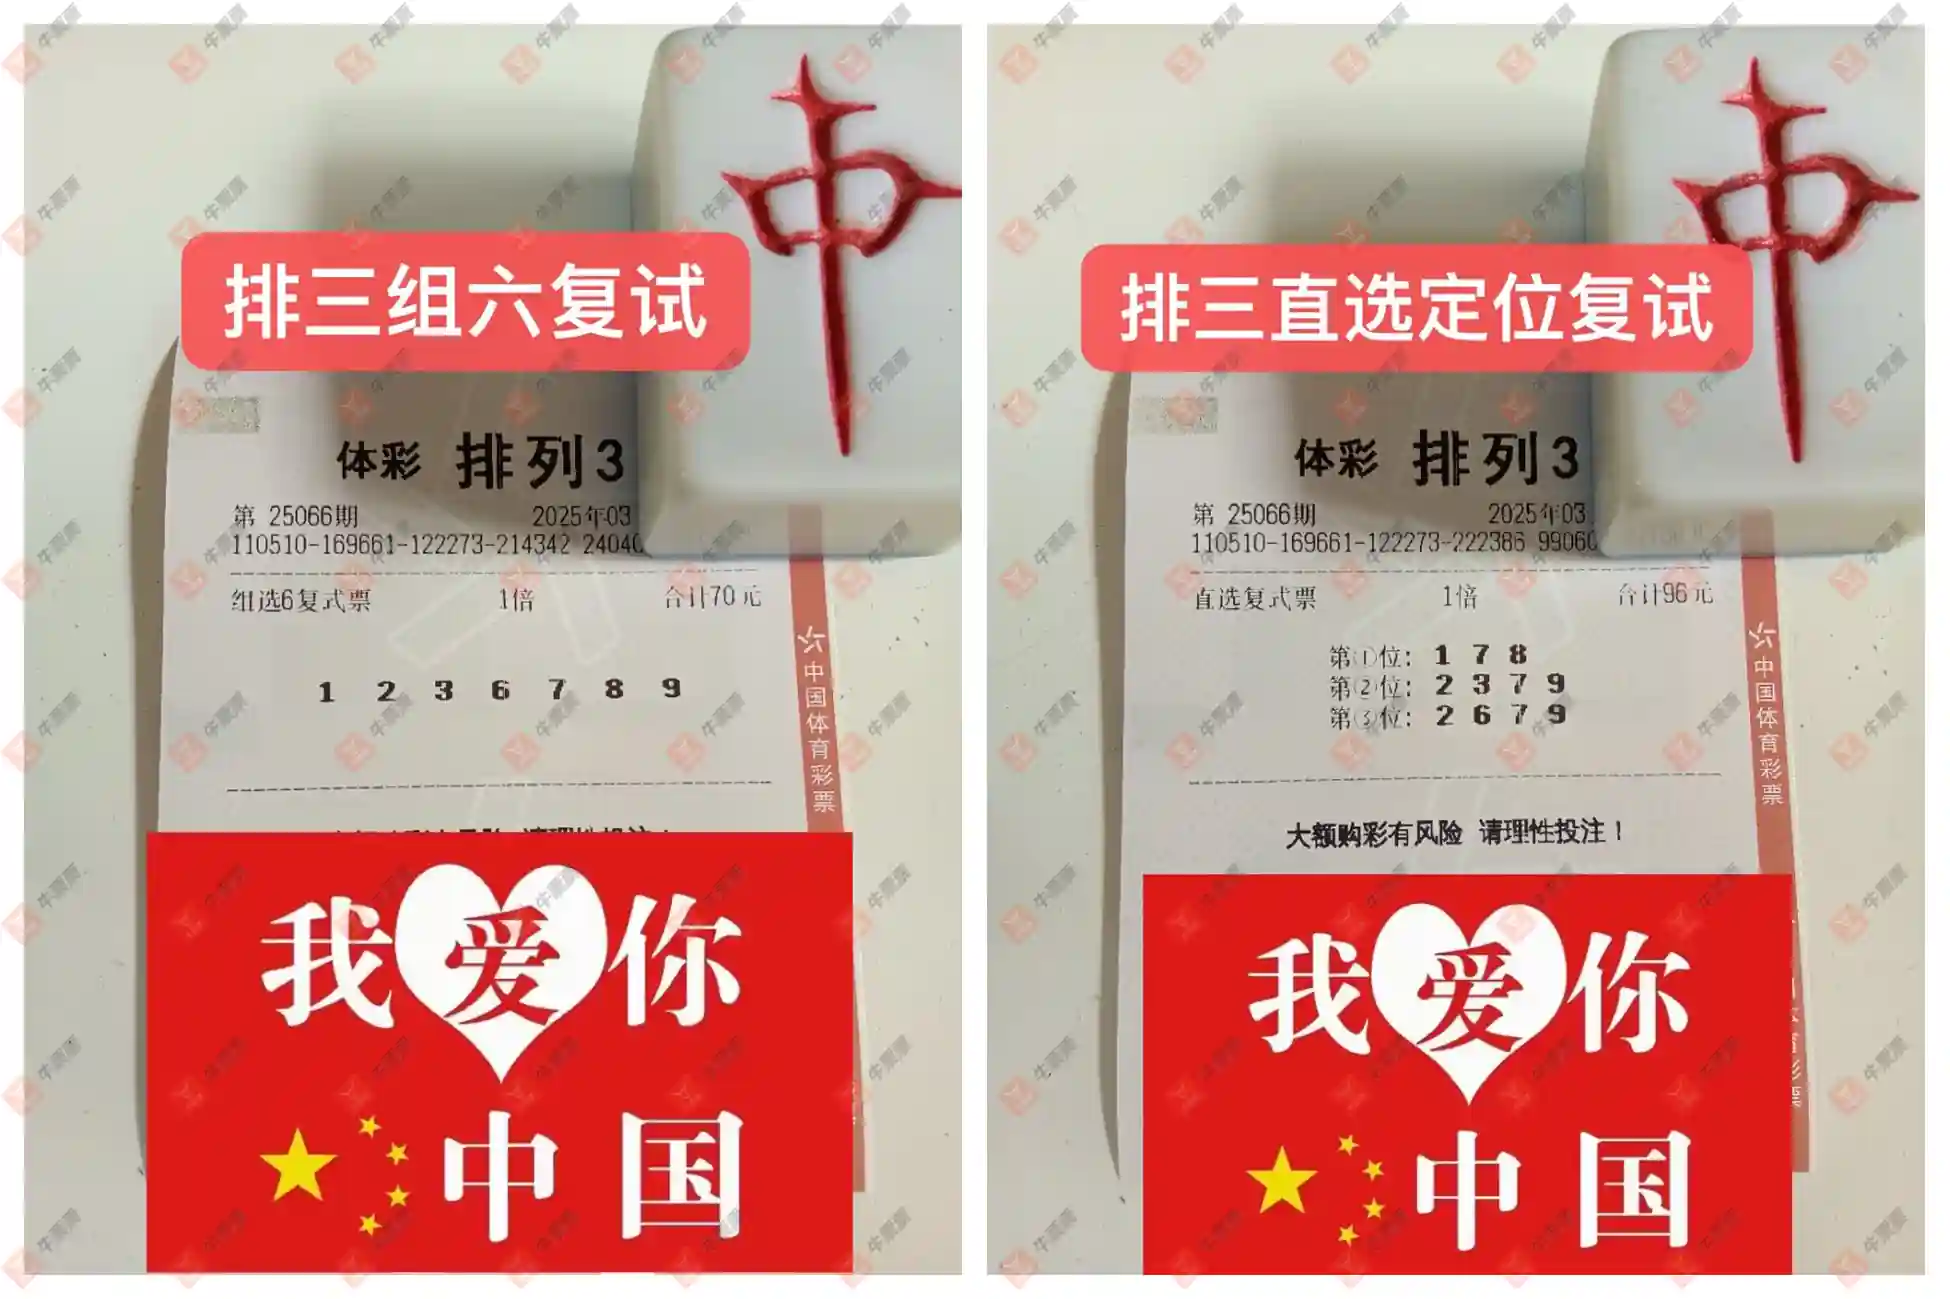 中
排三组六复试
体彩 排列3
第 25066期 2025年03
110510-169661-122273-214342 24040
组选6复式票 1倍 合计70元
1 2 3 6 7 8 9
中国体育彩票
我爱你
中国
中
排三直选定位复试
体彩 排列3
第 25066期 2025年03
110510-169661-122273-222386 99060
直选复式票 1倍 合计96元
第①位: 1 7 8
第②位: 2 3 7 9
第③位: 2 6 7 9
中国体育彩票
大额购彩有风险 请理性投注！
我爱你
中国
牛票票